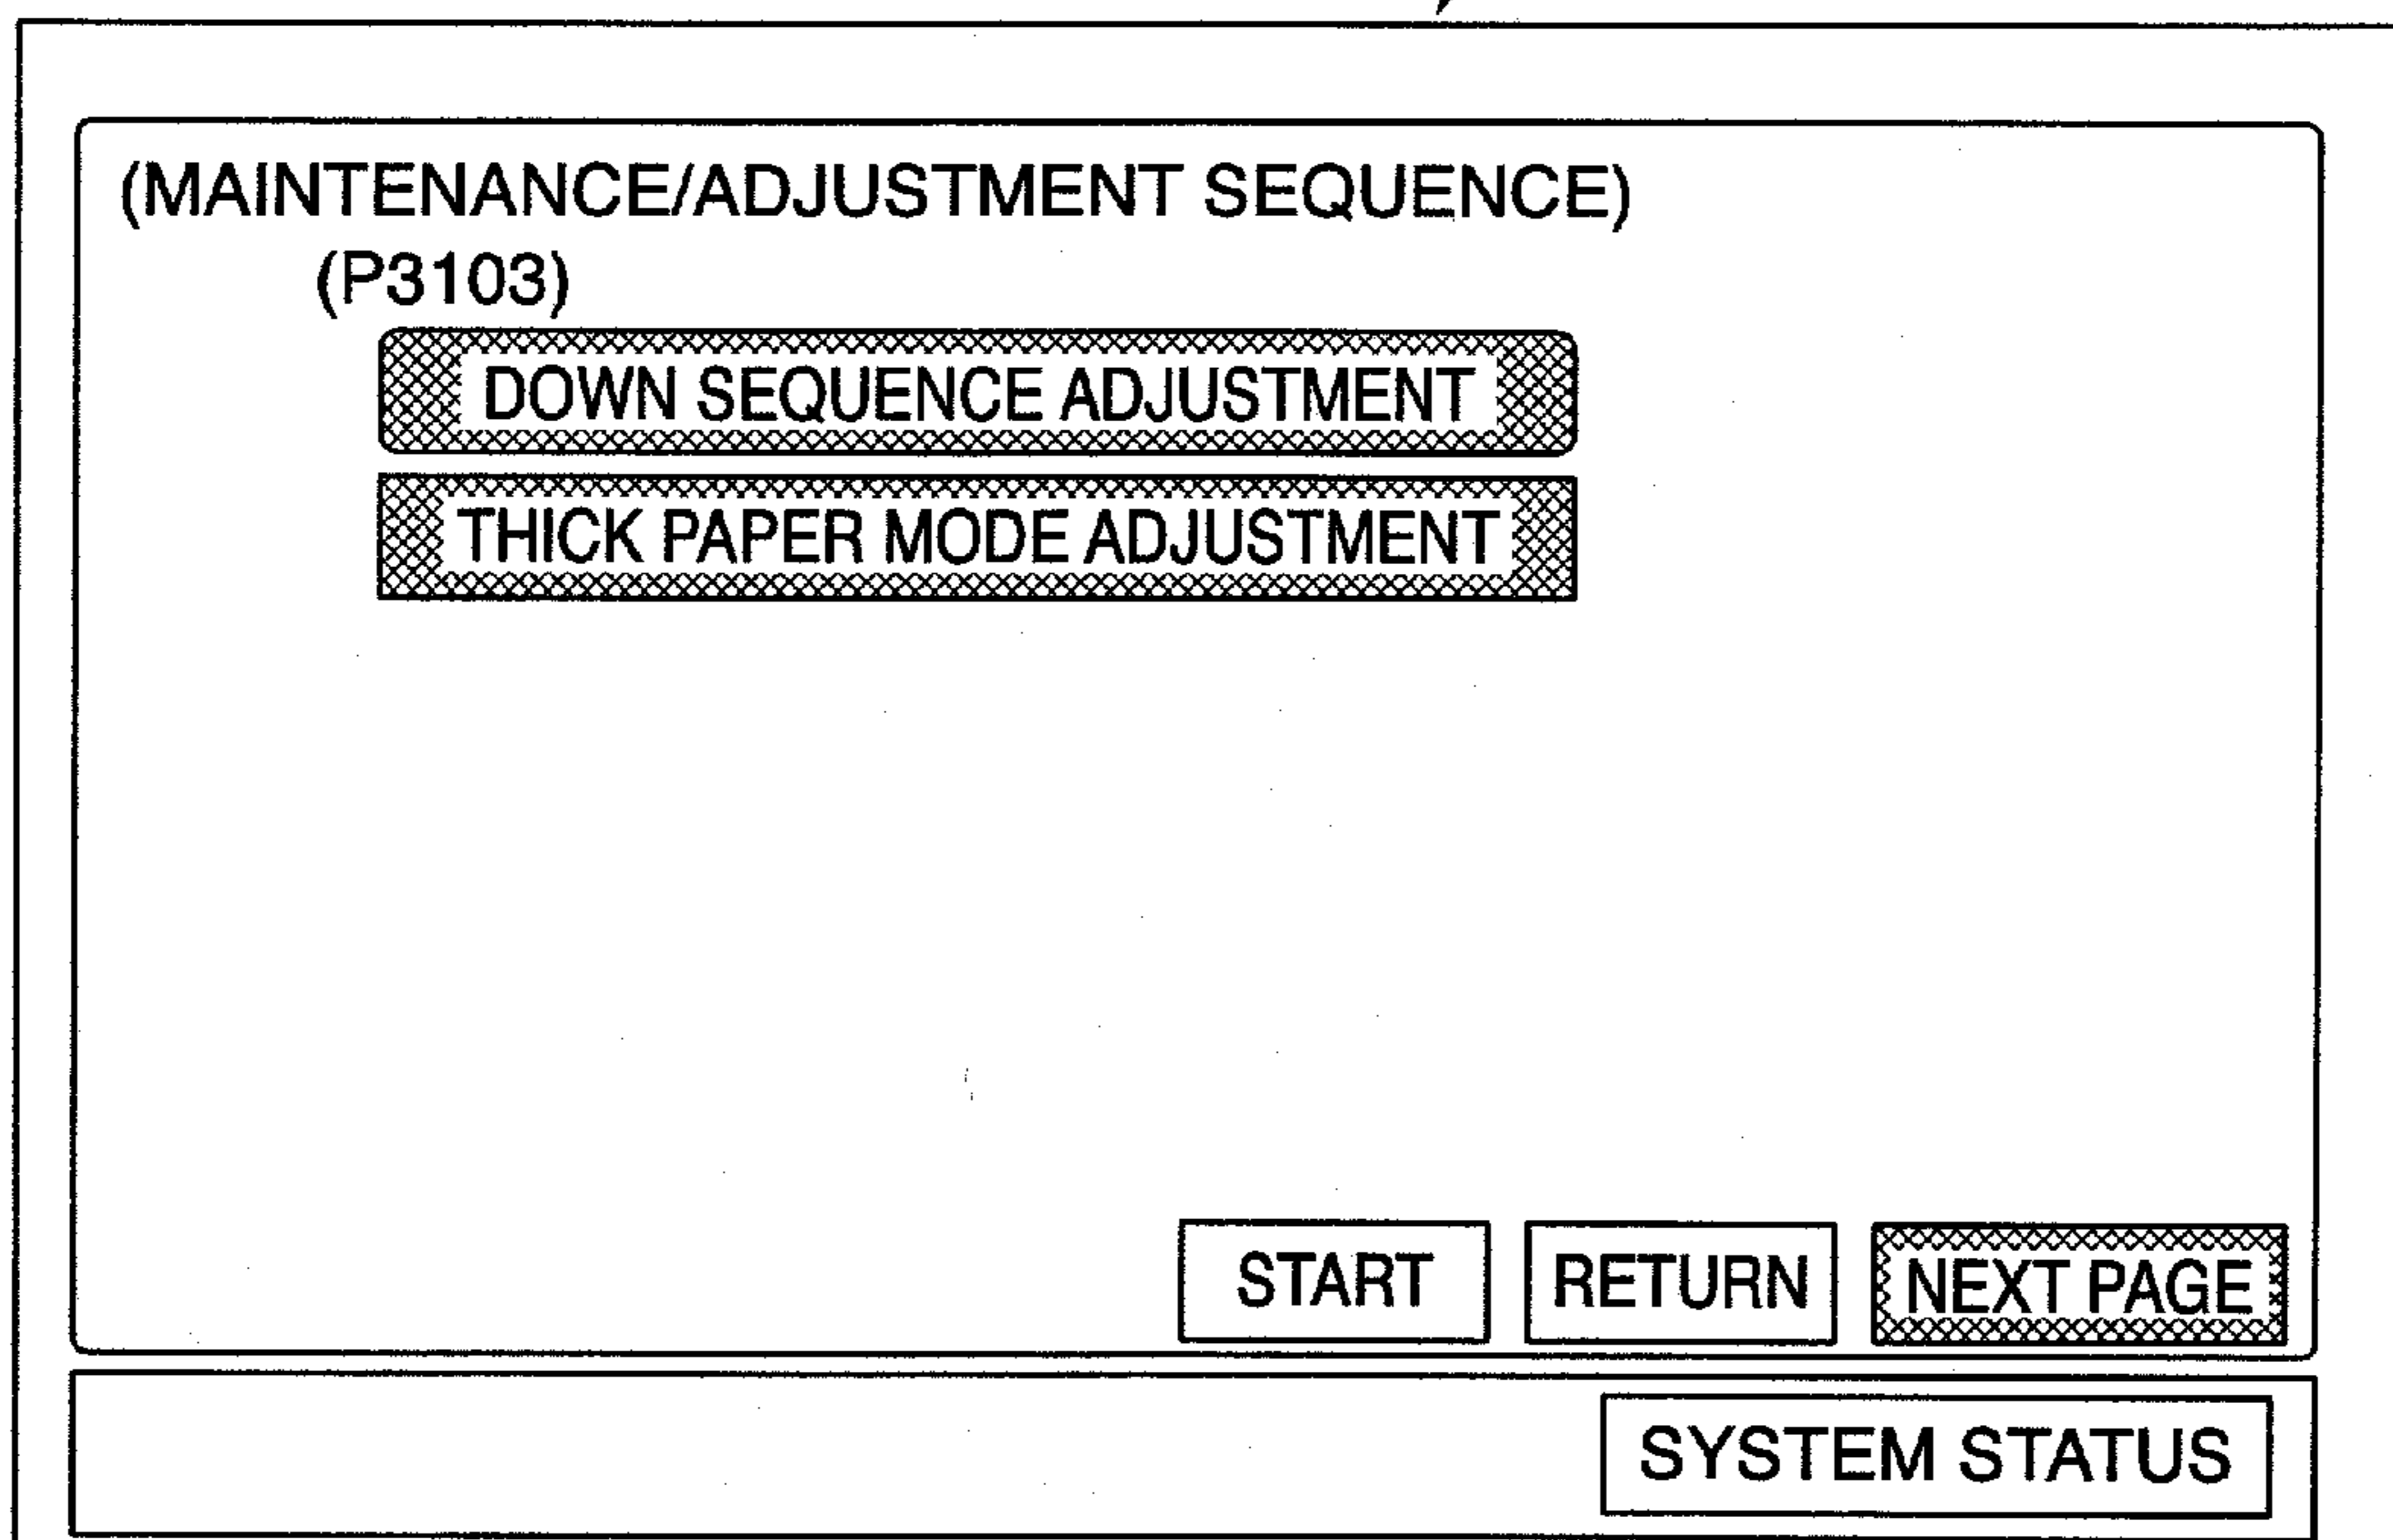 (MAINTENANCE/ADJUSTMENT SEQUENCE)
(P3103)
DOWN SEQUENCE ADJUSTMENT
THICK PAPER MODE ADJUSTMENT
START RETURN NEXT PAGE
SYSTEM STATUS